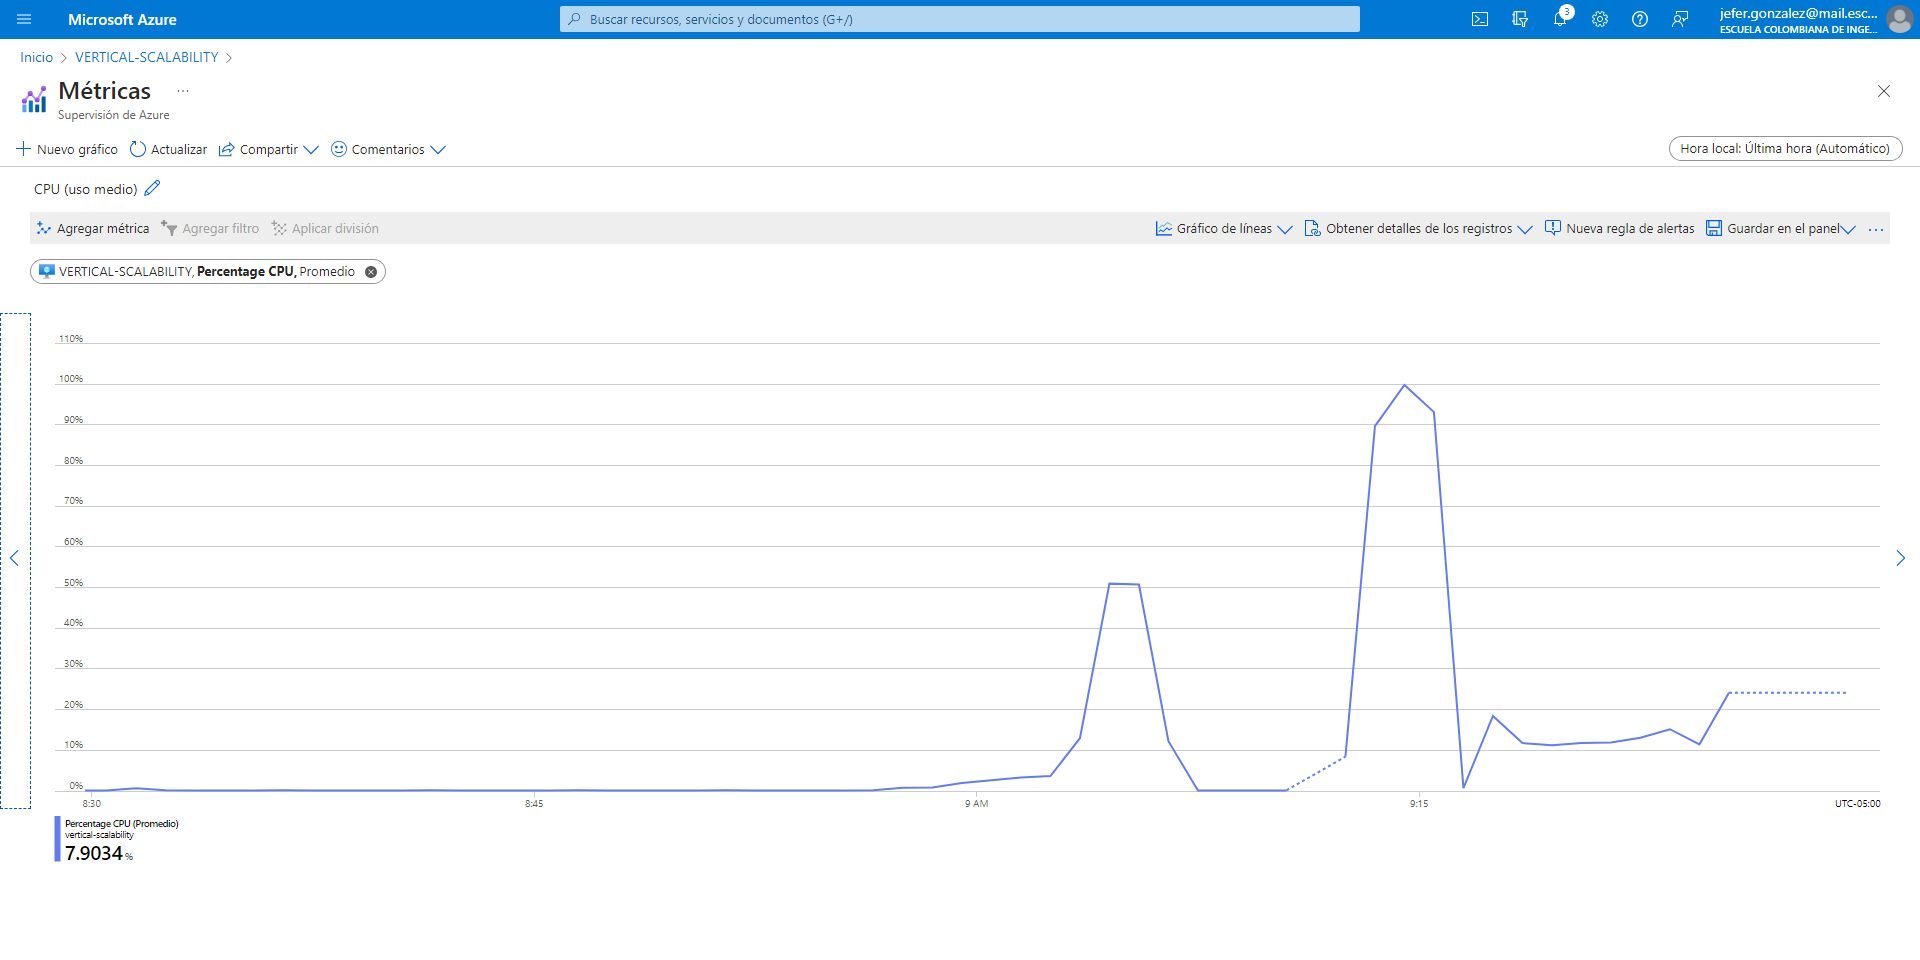 Microsoft Azure
Buscar recursos, servicios y documentos (G+/)
3
jefer.gonzalez@mail.esc...
ESCUELA COLOMBIANA DE INGE...
Inicio > VERTICAL-SCALABILITY >
Métricas ...
Supervisión de Azure
Nuevo gráfico Actualizar Compartir Comentarios
Hora local: Última hora (Automático)
CPU (uso medio)
Agregar métrica Agregar filtro Aplicar división
Gráfico de líneas Obtener detalles de los registros Nueva regla de alertas Guardar en el panel ...
VERTICAL-SCALABILITY, Percentage CPU, Promedio
110%
100%
90%
80%
70%
60%
50%
40%
30%
20%
10%
0%
8:30 8:45 9 AM 9:15 UTC-05:00
Percentage CPU (Promedio)
vertical-scalability
7.9034 %